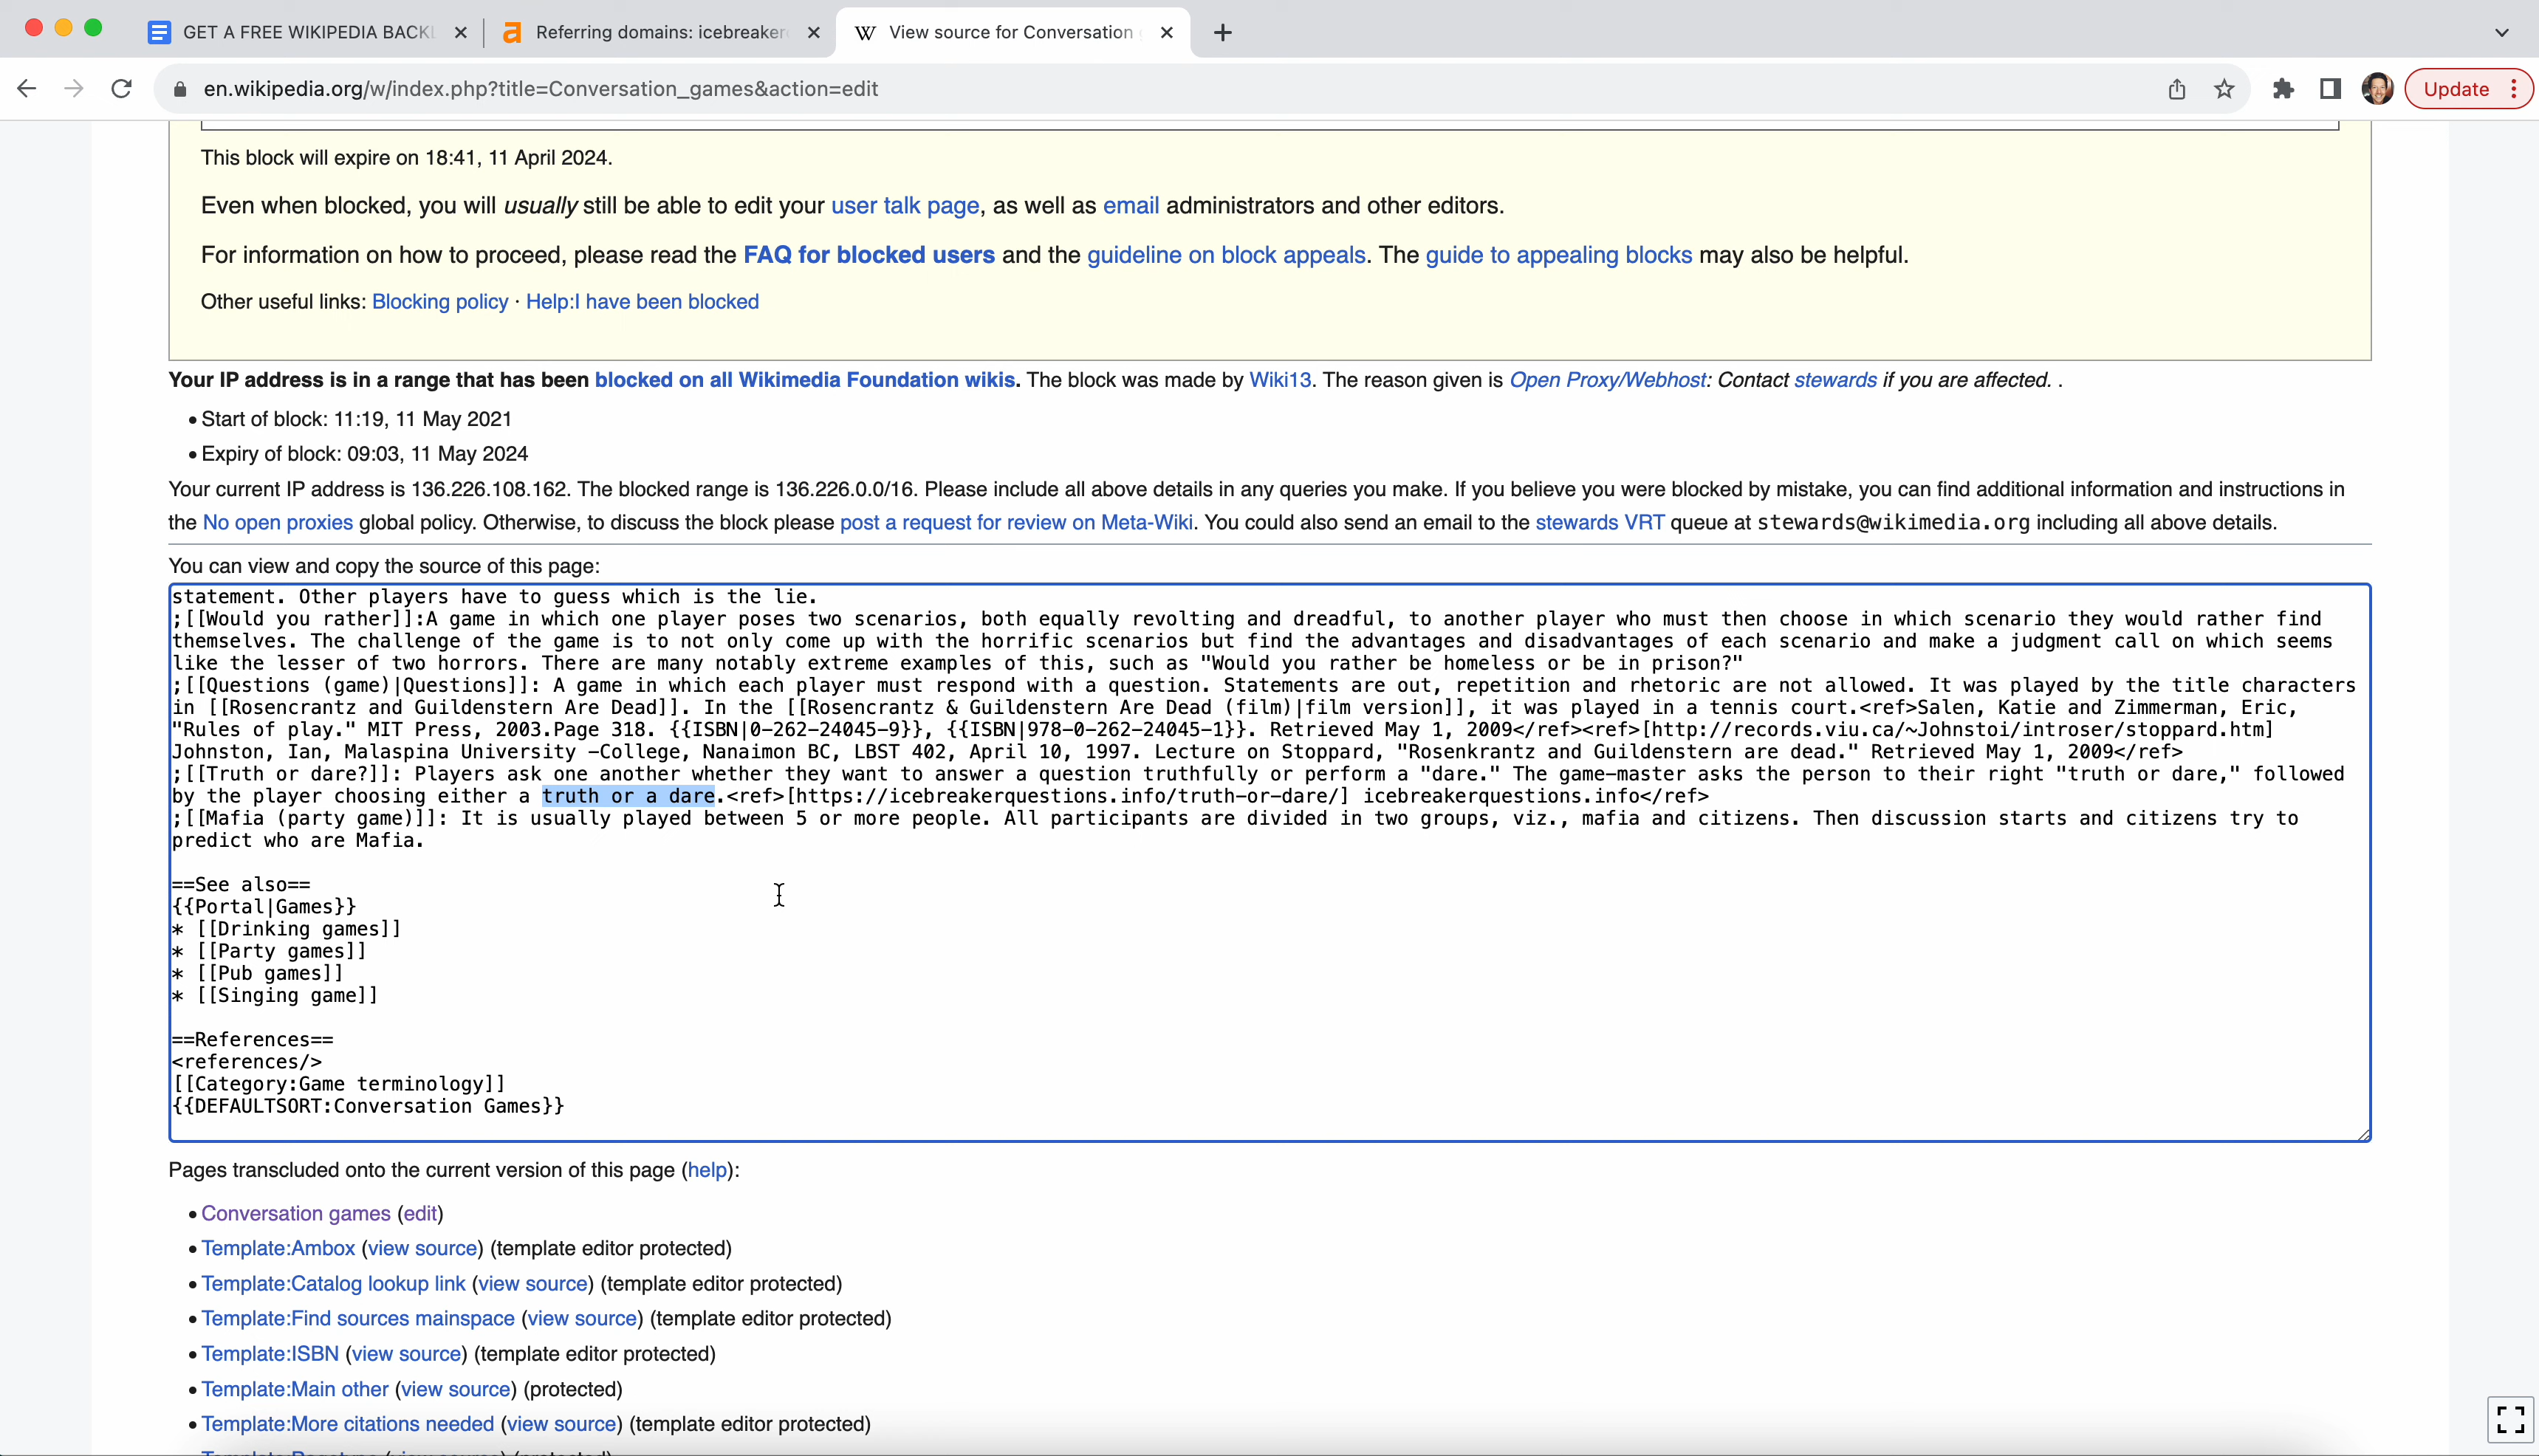 GET A FREE WIKIPEDIA BACKL
Referring domains: icebreaker
View source for Conversation
en.wikipedia.org/w/index.php?title=Conversation_games&action=edit
Update
This block will expire on 18:41, 11 April 2024.
Even when blocked, you will usually still be able to edit your user talk page, as well as email administrators and other editors.
For information on how to proceed, please read the FAQ for blocked users and the guideline on block appeals. The guide to appealing blocks may also be helpful.
Other useful links: Blocking policy · Help:I have been blocked
Your IP address is in a range that has been blocked on all Wikimedia Foundation wikis. The block was made by Wiki13. The reason given is Open Proxy/Webhost: Contact stewards if you are affected. .
• Start of block: 11:19, 11 May 2021
• Expiry of block: 09:03, 11 May 2024
Your current IP address is 136.226.108.162. The blocked range is 136.226.0.0/16. Please include all above details in any queries you make. If you believe you were blocked by mistake, you can find additional information and instructions in
the No open proxies global policy. Otherwise, to discuss the block please post a request for review on Meta-Wiki. You could also send an email to the stewards VRT queue at stewards@wikimedia.org including all above details.
You can view and copy the source of this page:
statement. Other players have to guess which is the lie.
;[[Would you rather]]:A game in which one player poses two scenarios, both equally revolting and dreadful, to another player who must then choose in which scenario they would rather find
themselves. The challenge of the game is to not only come up with the horrific scenarios but find the advantages and disadvantages of each scenario and make a judgment call on which seems
like the lesser of two horrors. There are many notably extreme examples of this, such as "Would you rather be homeless or be in prison?"
;[[Questions (game)|Questions]]: A game in which each player must respond with a question. Statements are out, repetition and rhetoric are not allowed. It was played by the title characters
in [[Rosencrantz and Guildenstern Are Dead]]. In the [[Rosencrantz & Guildenstern Are Dead (film)|film version]], it was played in a tennis court.<ref>Salen, Katie and Zimmerman, Eric,
"Rules of play." MIT Press, 2003.Page 318. {{ISBN|0-262-24045-9}}, {{ISBN|978-0-262-24045-1}}. Retrieved May 1, 2009</ref><ref>[http://records.viu.ca/~Johnstoi/introser/stoppard.htm]
Johnston, Ian, Malaspina University -College, Nanaimon BC, LBST 402, April 10, 1997. Lecture on Stoppard, "Rosenkrantz and Guildenstern are dead." Retrieved May 1, 2009</ref>
;[[Truth or dare?]]: Players ask one another whether they want to answer a question truthfully or perform a "dare." The game-master asks the person to their right "truth or dare," followed
by the player choosing either a truth or a dare.<ref>[https://icebreakerquestions.info/truth-or-dare/] icebreakerquestions.info</ref>
;[[Mafia (party game)]]: It is usually played between 5 or more people. All participants are divided in two groups, viz., mafia and citizens. Then discussion starts and citizens try to
predict who are Mafia.
==See also==
{{Portal|Games}}
* [[Drinking games]]
* [[Party games]]
* [[Pub games]]
* [[Singing game]]
==References==
<references/>
[[Category:Game terminology]]
{{DEFAULTSORT:Conversation Games}}
Pages transcluded onto the current version of this page (help):
• Conversation games (edit)
• Template:Ambox (view source) (template editor protected)
• Template:Catalog lookup link (view source) (template editor protected)
• Template:Find sources mainspace (view source) (template editor protected)
• Template:ISBN (view source) (template editor protected)
• Template:Main other (view source) (protected)
• Template:More citations needed (view source) (template editor protected)